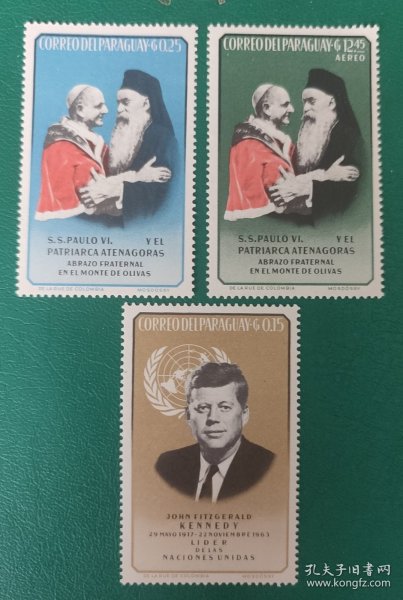 CORREO DEL PARAGUAY-G 0.25
S.S. PAULO VI. Y EL
PATRIARCA ATENAGORAS
ABRAZO FRATERNAL
EN EL MONTE DE OLIVAS
DE LA RUE DE COLOMBIA MOSDÓSSY
CORREO DEL PARAGUAY-G 12.45
AEREO
S.S. PAULO VI. Y EL
PATRIARCA ATENAGORAS
ABRAZO FRATERNAL
EN EL MONTE DE OLIVAS
DE LA RUE DE COLOMBIA MOSDÓSSY
CORREO DEL PARAGUAY-G 0.15
JOHN FITZGERALD
KENNEDY
29 MAYO 1917-22 NOVIEMBRE 1963
LIDER
DE LAS
NACIONES UNIDAS
DE LA RUE DE COLOMBIA MOSDÓSSY
孔夫子旧书网
www.kongfz.com